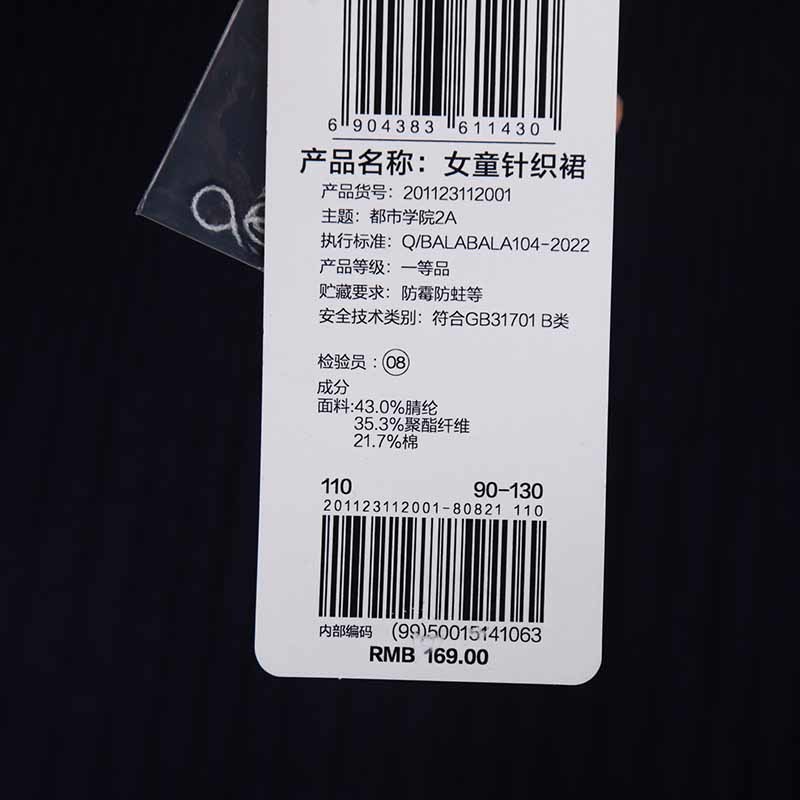 6 904383 611430
产品名称：女童针织裙
产品货号：201123112001
主题：都市学院2A
执行标准：Q/BALABALA104-2022
产品等级：一等品
贮藏要求：防霉防蛀等
安全技术类别：符合GB31701 B类
检验员：08
成分
面料:43.0%腈纶
35.3%聚酯纤维
21.7%棉
110 90-130
201123112001-80821 110
内部编码 (99)50015141063
RMB 169.00